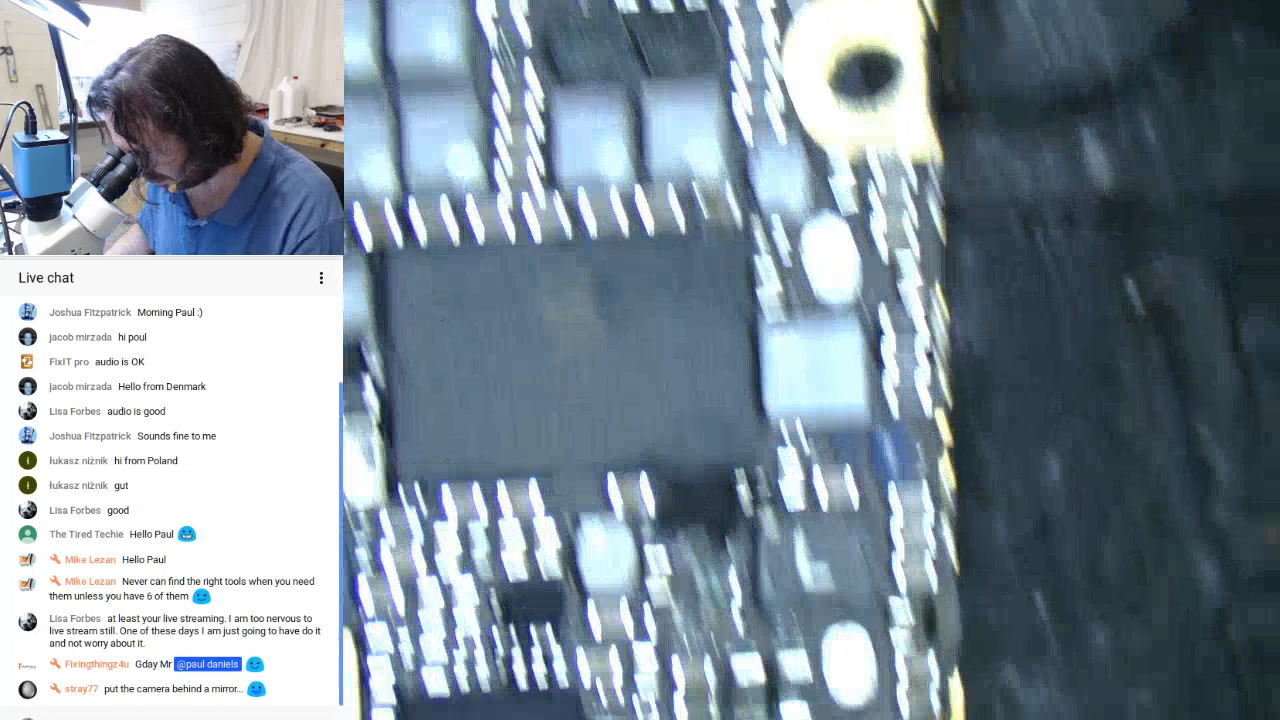 Live chat
Joshua Fitzpatrick Morning Paul :)
jacob mirzada hi poul
FixIT pro audio is OK
jacob mirzada Hello from Denmark
Lisa Forbes audio is good
Joshua Fitzpatrick Sounds fine to me
łukasz niżnik hi from Poland
łukasz niżnik gut
Lisa Forbes good
The Tired Techie Hello Paul
Mike Lezan Hello Paul
Mike Lezan Never can find the right tools when you need
them unless you have 6 of them
Lisa Forbes at least your live streaming. I am too nervous to
live stream still. One of these days I am just going to have do it
and not worry about it.
Fixingthingz4u Gday Mr @paul daniels
stray77 put the camera behind a mirror...